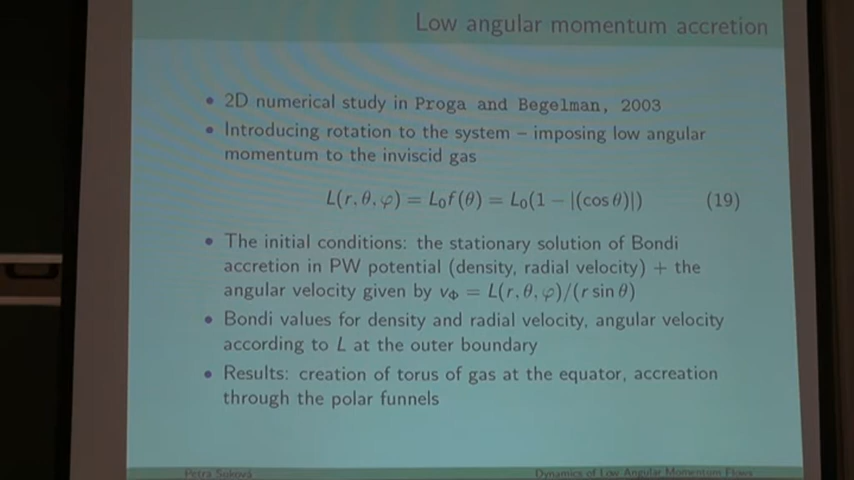 Low angular momentum accretion
• 2D numerical study in Proga and Begelman, 2003
• Introducing rotation to the system – imposing low angular
momentum to the inviscid gas
L(r, θ, φ) = L₀f(θ) = L₀(1 − |(cos θ)|) (19)
• The initial conditions: the stationary solution of Bondi
accretion in PW potential (density, radial velocity) + the
angular velocity given by v_Φ = L(r, θ, φ)/(r sin θ)
• Bondi values for density and radial velocity, angular velocity
according to L at the outer boundary
• Results: creation of torus of gas at the equator, accreation
through the polar funnels
Petra Suková Dynamics of Low Angular Momentum Flows